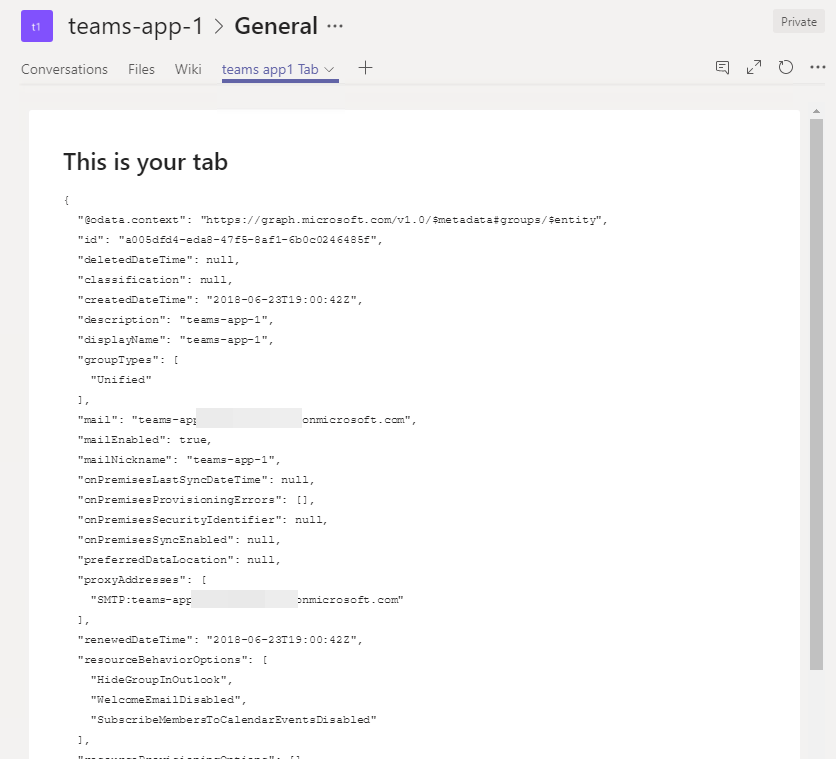 t1 teams-app-1 > General ··· Private
Conversations Files Wiki teams app1 Tab
This is your tab
{
"@odata.context": "https://graph.microsoft.com/v1.0/$metadata#groups/$entity",
"id": "a005dfd4-eda8-47f5-8af1-6b0c0246485f",
"deletedDateTime": null,
"classification": null,
"createdDateTime": "2018-06-23T19:00:42Z",
"description": "teams-app-1",
"displayName": "teams-app-1",
"groupTypes": [
"Unified"
],
"mail": "teams-app onmicrosoft.com",
"mailEnabled": true,
"mailNickname": "teams-app-1",
"onPremisesLastSyncDateTime": null,
"onPremisesProvisioningErrors": [],
"onPremisesSecurityIdentifier": null,
"onPremisesSyncEnabled": null,
"preferredDataLocation": null,
"proxyAddresses": [
"SMTP:teams-app onmicrosoft.com"
],
"renewedDateTime": "2018-06-23T19:00:42Z",
"resourceBehaviorOptions": [
"HideGroupInOutlook",
"WelcomeEmailDisabled",
"SubscribeMembersToCalendarEventsDisabled"
],